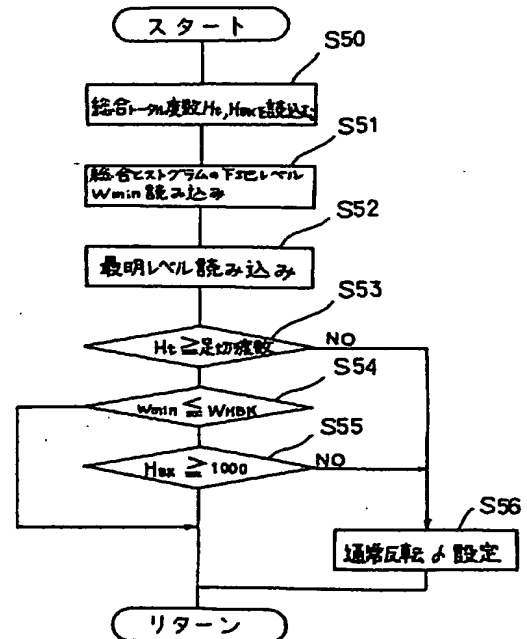 スタート
S50
総合トータル度数Ht,HBKを読込む
S51
総合ヒストグラムの下地レベル
Wmin 読み込み
S52
最明レベル読み込み
S53
Ht≧足切度数
NO
S54
Wmin≦WHBK
S55
HBK≧1000
NO
S56
通常反転 設定
リターン